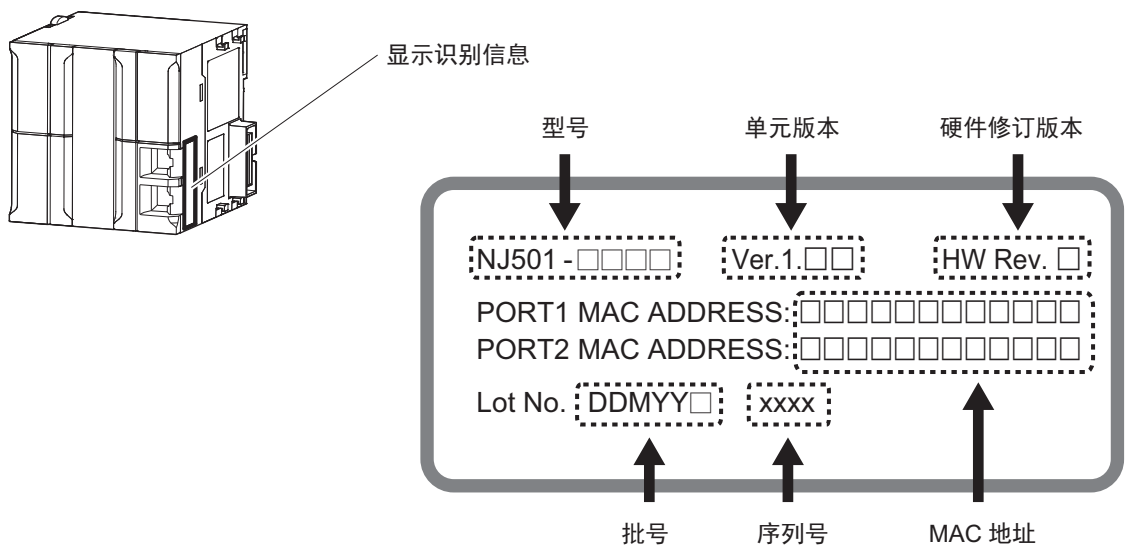 显示识别信息
型号 单元版本 硬件修订版本
NJ501 - □□□□ Ver.1.□□ HW Rev. □
PORT1 MAC ADDRESS: □□□□□□□□□□□□
PORT2 MAC ADDRESS: □□□□□□□□□□□□
Lot No. DDMYY□ xxxx
批号 序列号 MAC 地址